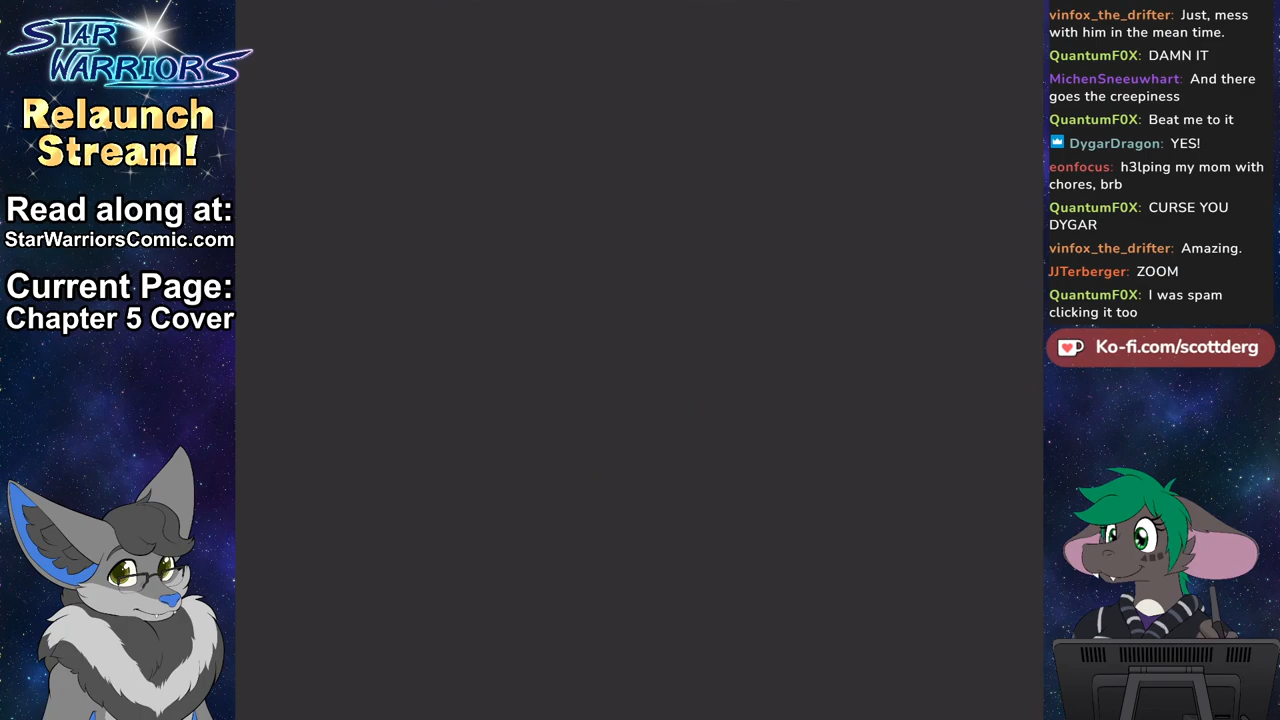 STAR
WARRIORS
Relaunch
Stream!
Read along at:
StarWarriorsComic.com
Current Page:
Chapter 5 Cover
vinfox_the_drifter: Just, mess
with him in the mean time.
QuantumF0X: DAMN IT
MichenSneeuwhart: And there
goes the creepiness
QuantumF0X: Beat me to it
DygarDragon: YES!
eonfocus: h3lping my mom with
chores, brb
QuantumF0X: CURSE YOU
DYGAR
vinfox_the_drifter: Amazing.
JJTerberger: ZOOM
QuantumF0X: I was spam
clicking it too
Ko-fi.com/scottderg